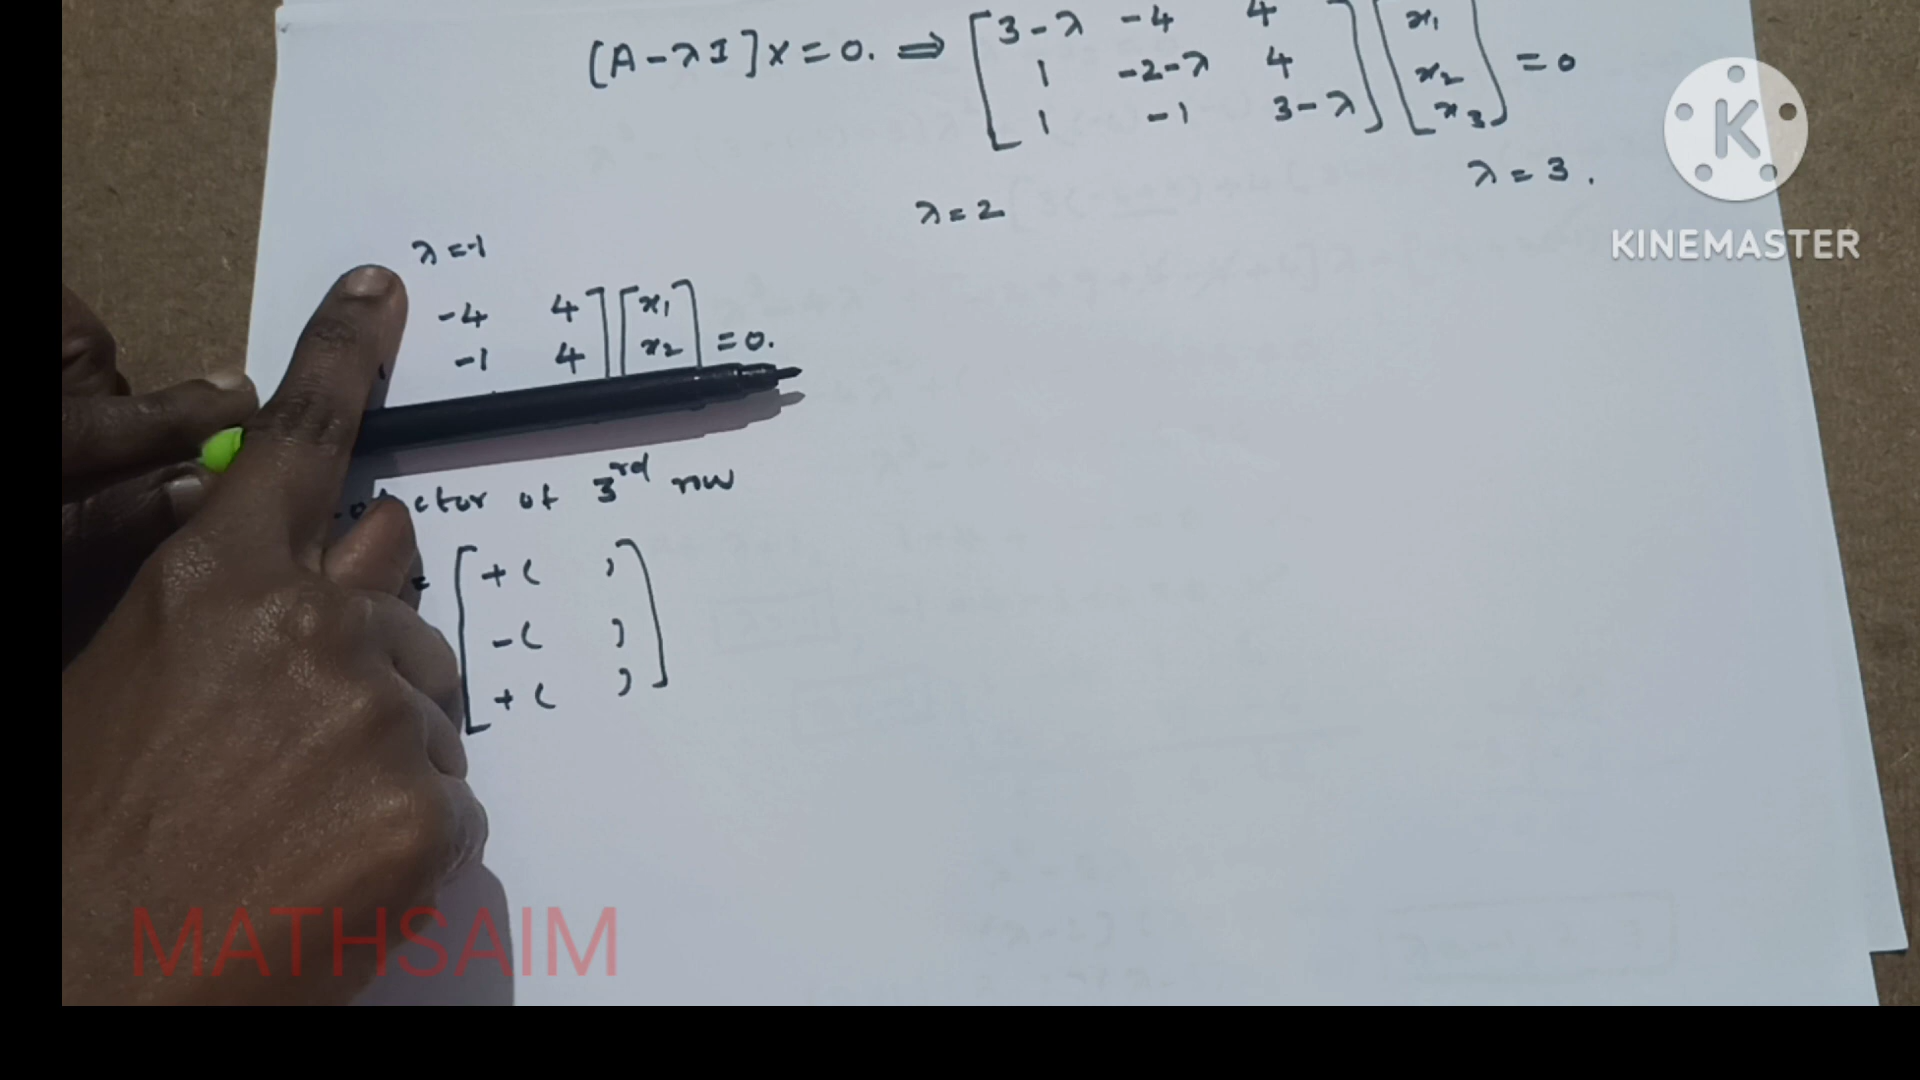 [A-λI]x=0. ⇒ [3-λ -4 4] [x₁]
1 -2-λ 4 x₂ =0
1 -1 3-λ x₃
λ=-1 λ=2 λ=3.
-4 4] [x₁]
-1 4 x₂ =0.
ctor of 3rd row
= [+( )
-( )
+( )]
K
KINEMASTER
MATHSAIM